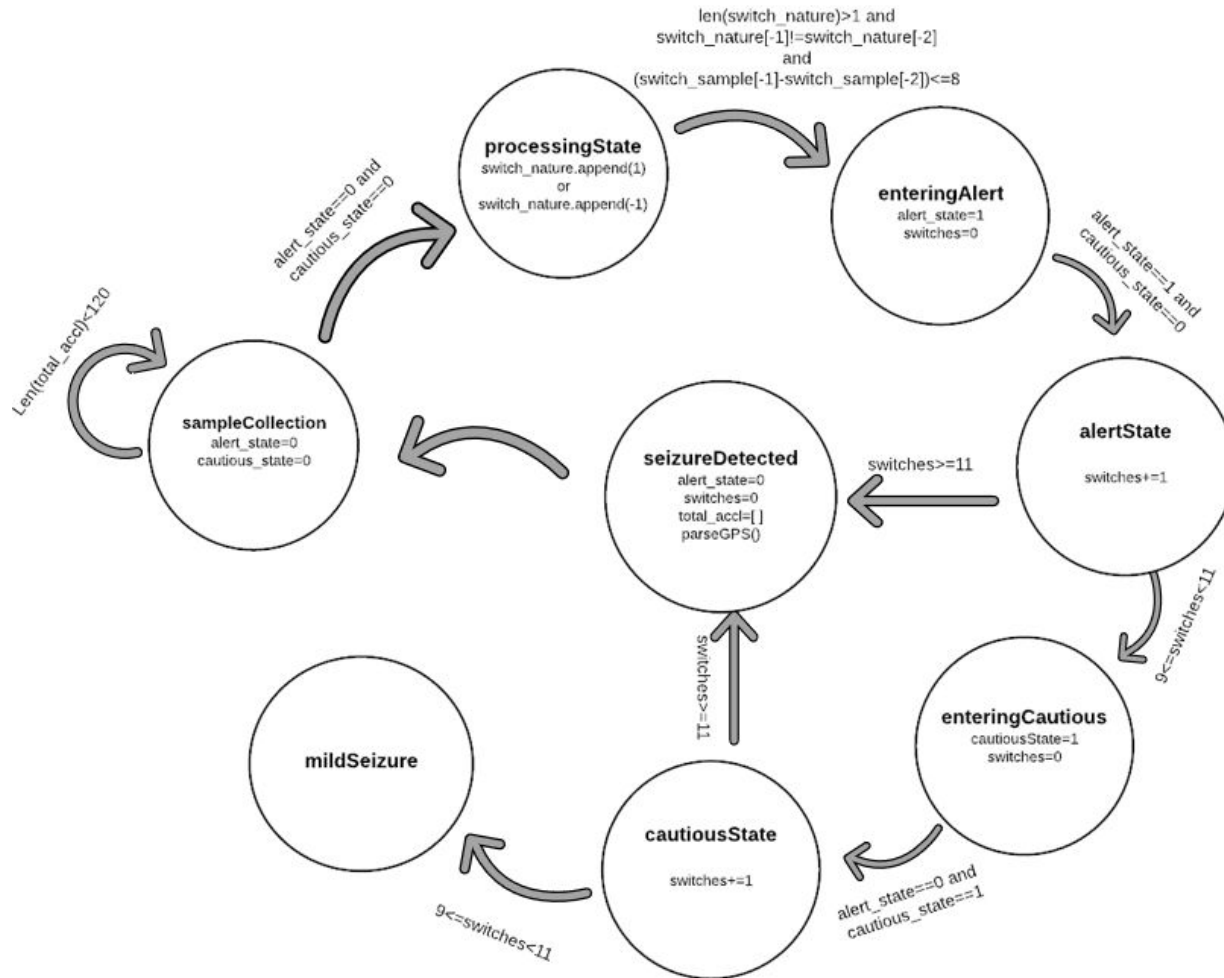 len(switch_nature)>1 and
switch_nature[-1]!=switch_nature[-2]
and
(switch_sample[-1]-switch_sample[-2])<=8
processingState
switch_nature.append(1)
or
switch_nature.append(-1)
enteringAlert
alert_state=1
switches=0
alert_state==0 and
cautious_state==0
alert_state==1 and
cautious_state==0
Len(total_accl)<120
sampleCollection
alert_state=0
cautious_state=0
seizureDetected
alert_state=0
switches=0
total_accl=[ ]
parseGPS()
switches>=11
alertState
switches+=1
9<=switches<11
switches>=11
enteringCautious
cautiousState=1
switches=0
mildSeizure
cautiousState
switches+=1
alert_state==0 and
cautious_state==1
9<=switches<11